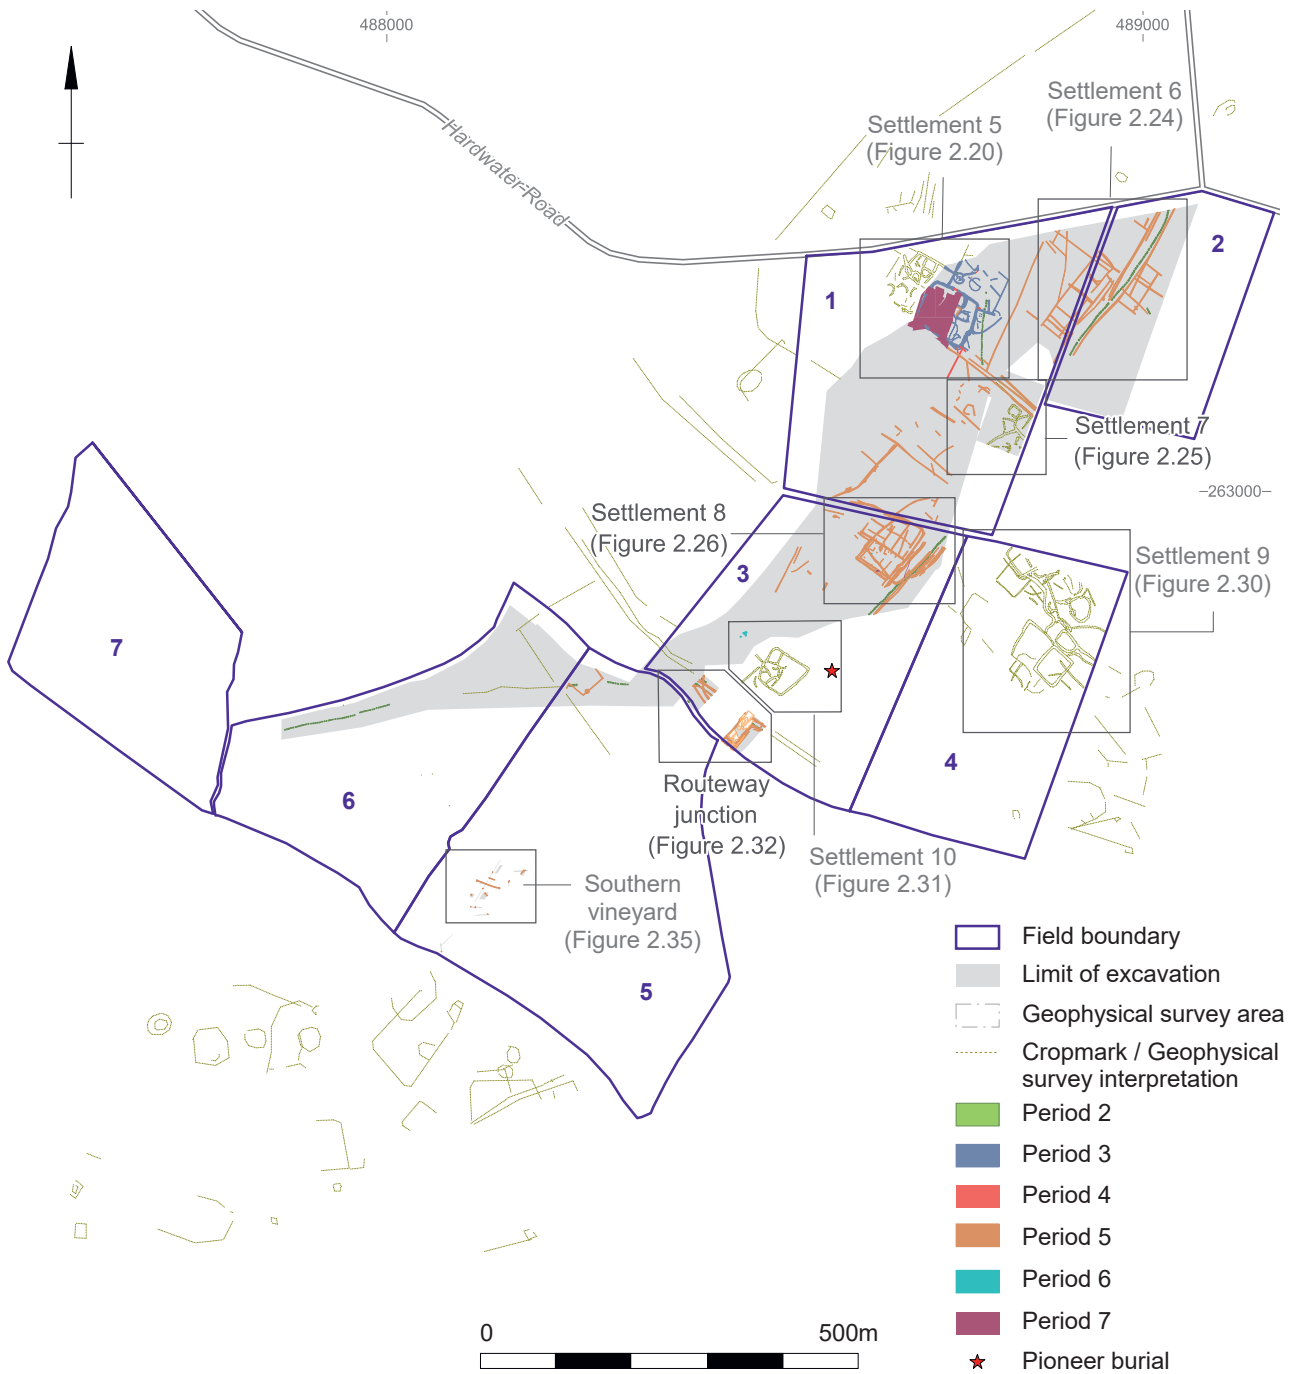 488000
489000
Hardwater Road
Settlement 6
(Figure 2.24)
Settlement 5
(Figure 2.20)
2
1
Settlement 7
(Figure 2.25)
263000
Settlement 8
(Figure 2.26)
Settlement 9
(Figure 2.30)
3
7
4
6
Routeway
junction
(Figure 2.32)
Settlement 10
(Figure 2.31)
Southern
vineyard
(Figure 2.35)
5
Field boundary
Limit of excavation
Geophysical survey area
Cropmark / Geophysical
survey interpretation
Period 2
Period 3
Period 4
Period 5
Period 6
Period 7
Pioneer burial
0
500m